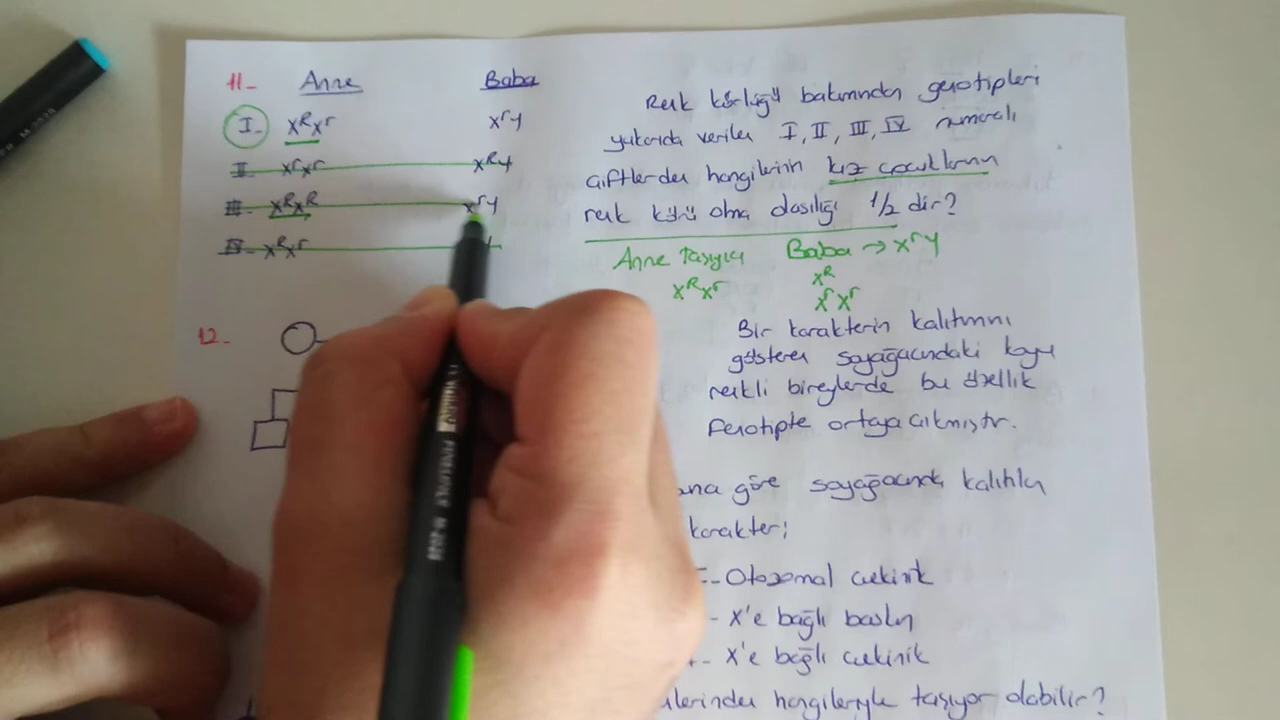 11- Anne Baba
I- XᴿXʳ XʳY
II- XʳXʳ XᴿY
III- XᴿXᴿ XʳY
IV- XᴿXʳ
Renk körlüğü bakımından genotipleri
yukarıda verilen I, II, III, IV numaralı
çiftlerden hangilerinin kız çocuklarının
renk körü olma olasılığı 1/2 dir?
Anne taşıyıcı Baba → XʳY
XᴿXʳ
Xᴿ
XʳXʳ
12-
Bir karakterin kalıtımını
gösteren soyağacındaki koyu
renkli bireylerde bu özellik
fenotipte ortaya çıkmıştır.
göre soyağacında kalıtılan
karakter;
- Otozomal çekinik
- X'e bağlı baskın
- X'e bağlı çekinik
hangileriyle taşıyor olabilir?